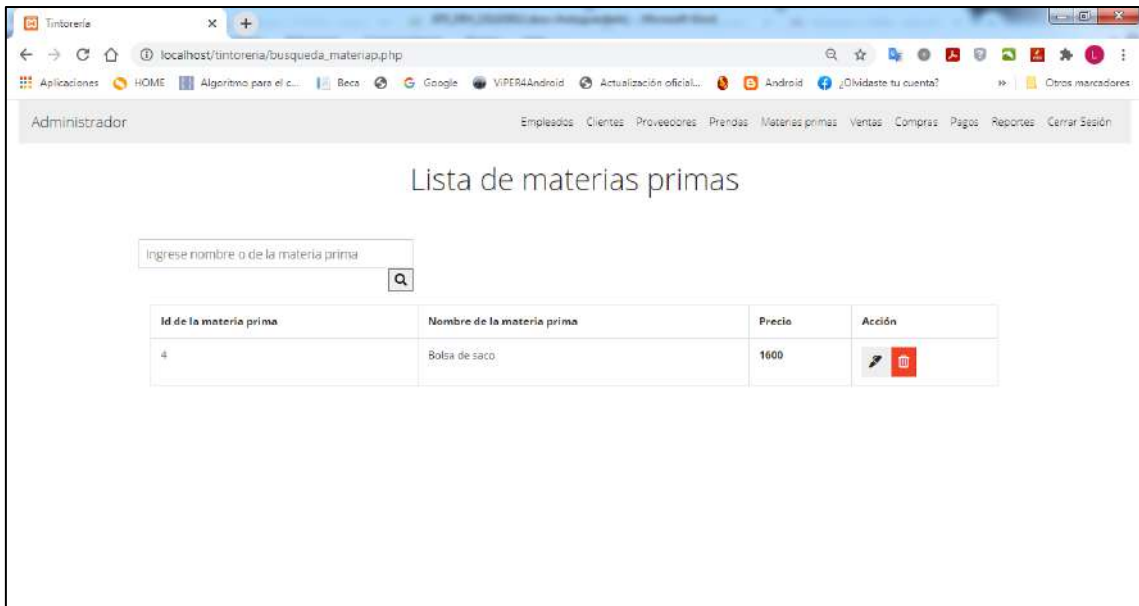 Tintorería
localhost/tintoreria/busqueda_materiap.php
Aplicaciones HOME Algoritmo para el c... Beca Google ViPER4Android Actualización oficial... Android ¿Olvidaste tu cuenta? » Otros marcadores
Administrador Empleados Clientes Proveedores Prendas Materias primas Ventas Compras Pagos Reportes Cerrar Sesión
Lista de materias primas
Ingrese nombre o de la materia prima
Id de la materia prima Nombre de la materia prima Precio Acción
4 Bolsa de saco 1600